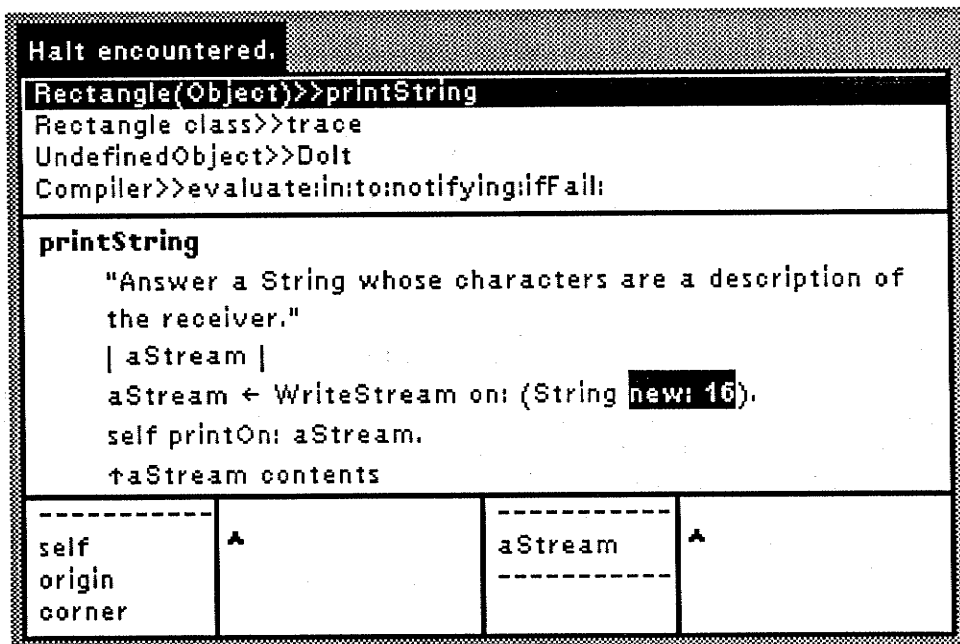 Halt encountered.
Rectangle(Object)>>printString
Rectangle class>>trace
UndefinedObject>>DoIt
Compiler>>evaluate:in:to:notifying:ifFail:
printString
"Answer a String whose characters are a description of
the receiver."
| aStream |
aStream ← WriteStream on: (String new: 16).
self printOn: aStream.
↑aStream contents
-----------
self
origin
corner
-----------
aStream
-----------